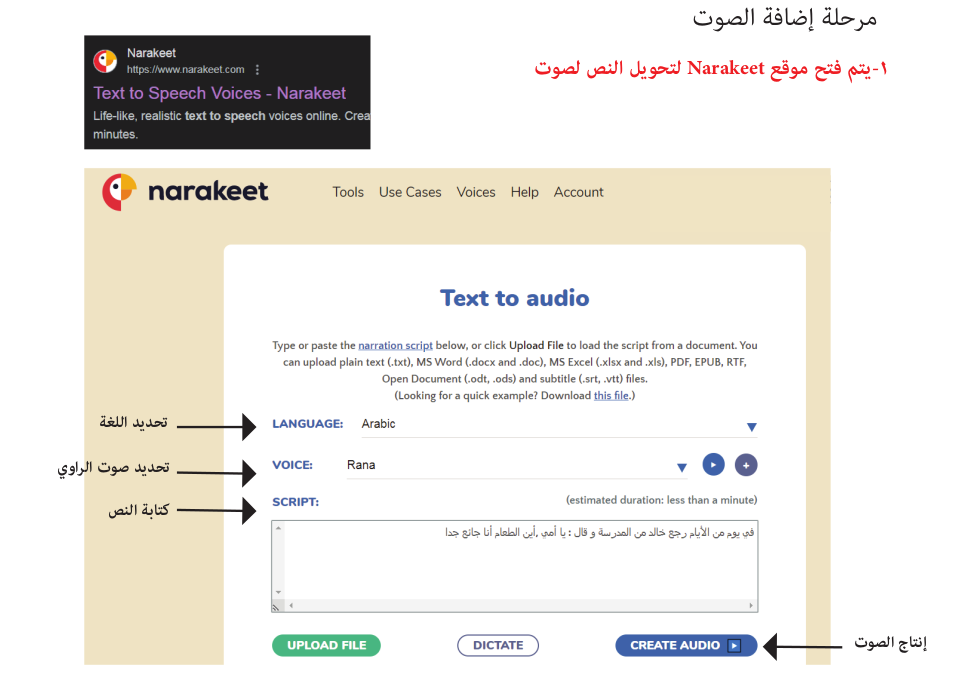 مرحلة إضافة الصوت
١-يتم فتح موقع Narakeet لتحويل النص لصوت
Narakeet
https://www.narakeet.com
Text to Speech Voices - Narakeet
Life-like, realistic text to speech voices online. Crea
minutes.
narakeet
Tools Use Cases Voices Help Account
Text to audio
Type or paste the narration script below, or click Upload File to load the script from a document. You
can upload plain text (.txt), MS Word (.docx and .doc), MS Excel (.xlsx and .xls), PDF, EPUB, RTF,
Open Document (.odt, .ods) and subtitle (.srt, .vtt) files.
(Looking for a quick example? Download this file.)
تحديد اللغة
LANGUAGE: Arabic
تحديد صوت الراوي
VOICE: Rana
كتابة النص
SCRIPT: (estimated duration: less than a minute)
في يوم من الأيام رجع خالد من المدرسة و قال : يا أمي ,أين الطعام أنا جائع جدا
UPLOAD FILE DICTATE CREATE AUDIO
إنتاج الصوت